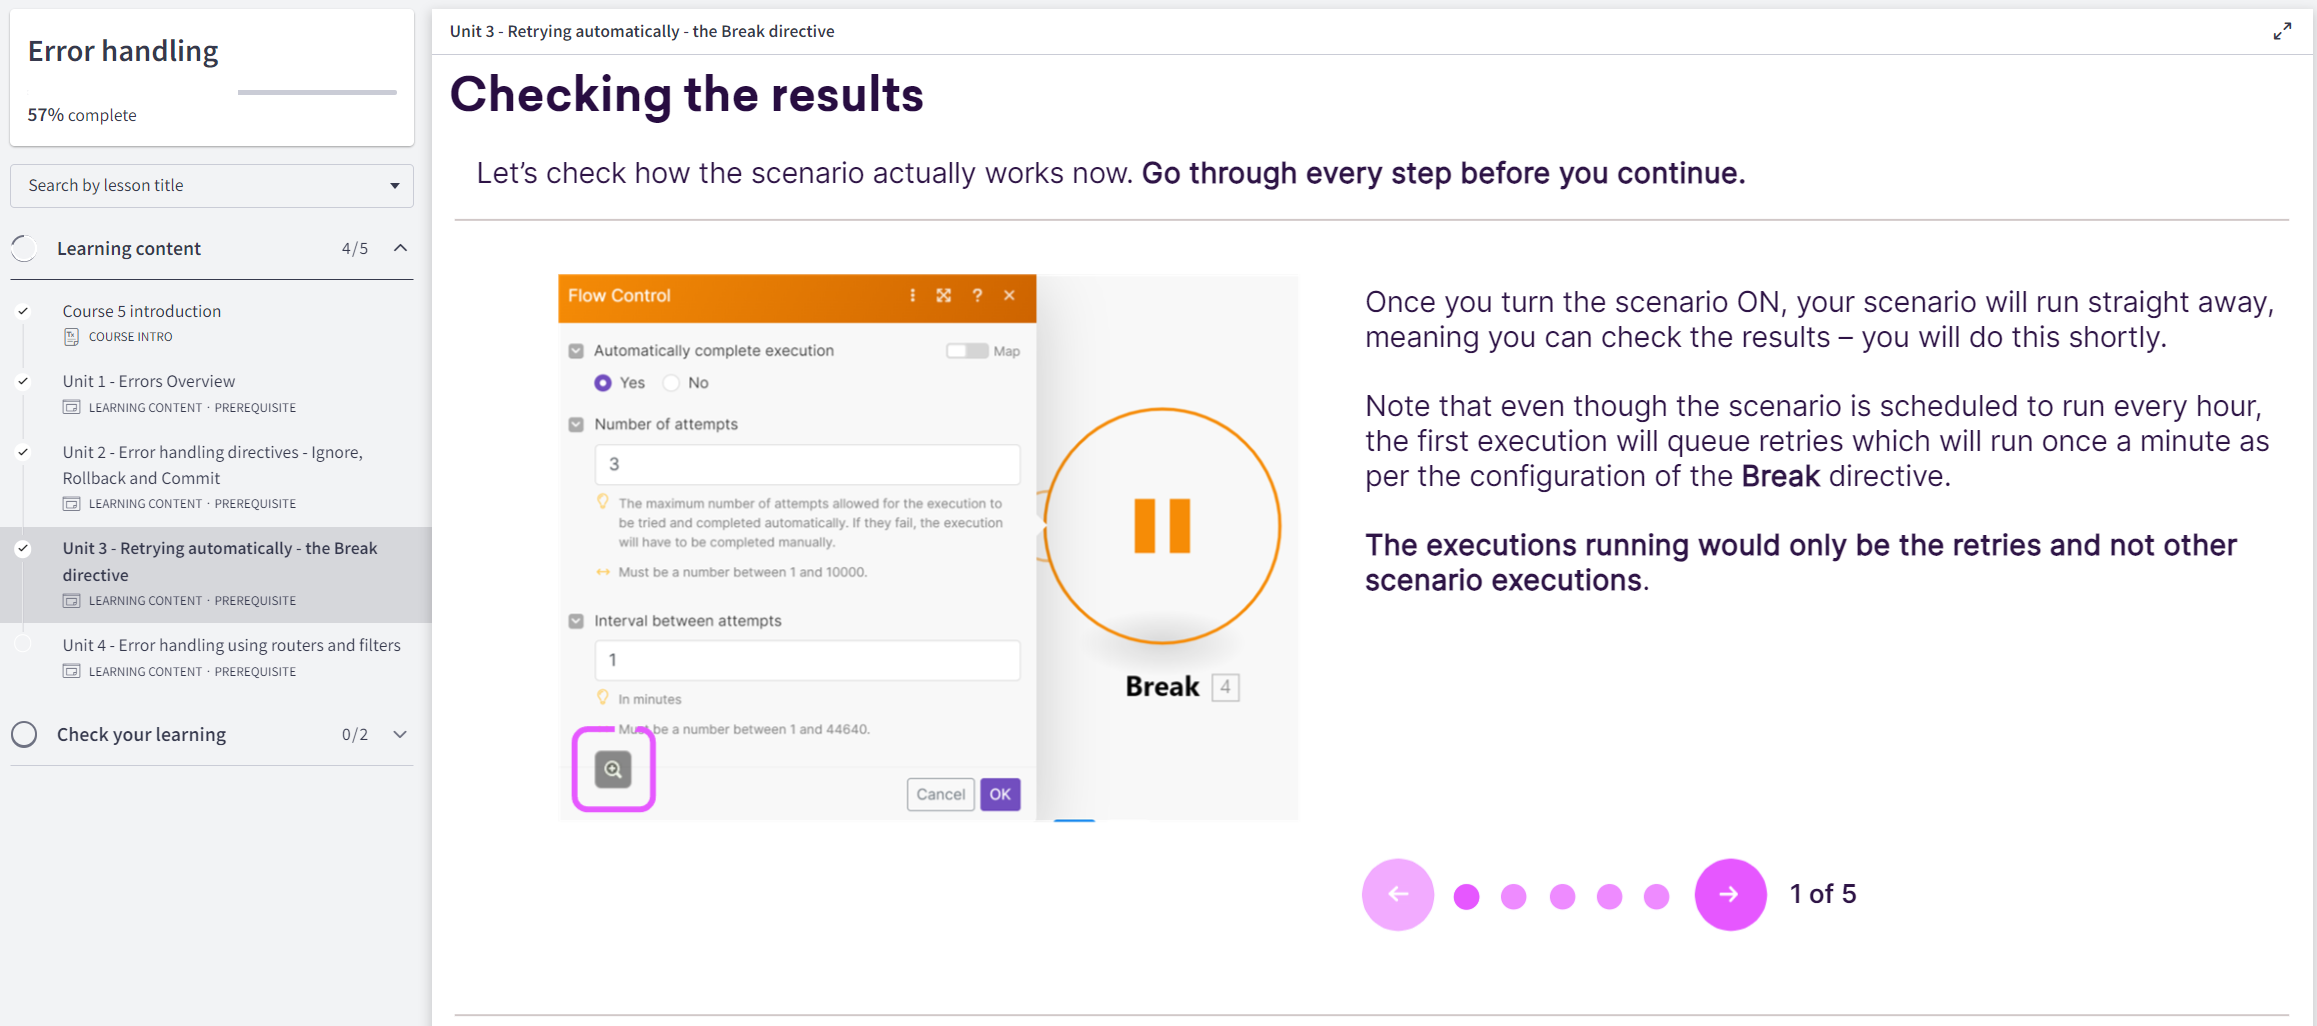 Error handling
57% complete
Search by lesson title
Learning content 4/5
Course 5 introduction
COURSE INTRO
Unit 1 - Errors Overview
LEARNING CONTENT · PREREQUISITE
Unit 2 - Error handling directives - Ignore,
Rollback and Commit
LEARNING CONTENT · PREREQUISITE
Unit 3 - Retrying automatically - the Break
directive
LEARNING CONTENT · PREREQUISITE
Unit 4 - Error handling using routers and filters
LEARNING CONTENT · PREREQUISITE
Check your learning 0/2
Unit 3 - Retrying automatically - the Break directive
Checking the results
Let’s check how the scenario actually works now. Go through every step before you continue.
Flow Control
Automatically complete execution Map
Yes No
Number of attempts
3
The maximum number of attempts allowed for the execution to
be tried and completed automatically. If they fail, the execution
will have to be completed manually.
Must be a number between 1 and 10000.
Interval between attempts
1
In minutes
Must be a number between 1 and 44640.
Cancel OK
Break 4
Once you turn the scenario ON, your scenario will run straight away,
meaning you can check the results – you will do this shortly.
Note that even though the scenario is scheduled to run every hour,
the first execution will queue retries which will run once a minute as
per the configuration of the Break directive.
The executions running would only be the retries and not other
scenario executions.
1 of 5